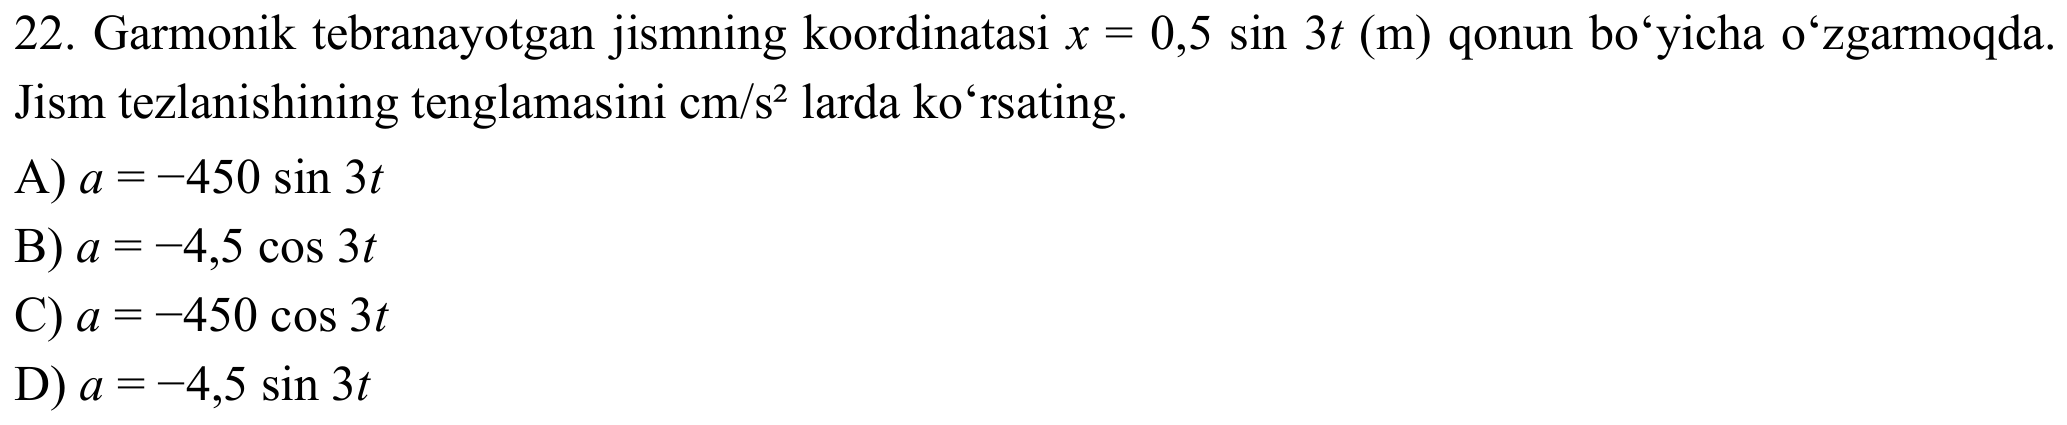 22. Garmonik tebranayotgan jismning koordinatasi x = 0,5 sin 3t (m) qonun bo‘yicha o‘zgarmoqda.
Jism tezlanishining tenglamasini cm/s² larda ko‘rsating.
A) a = −450 sin 3t
B) a = −4,5 cos 3t
C) a = −450 cos 3t
D) a = −4,5 sin 3t